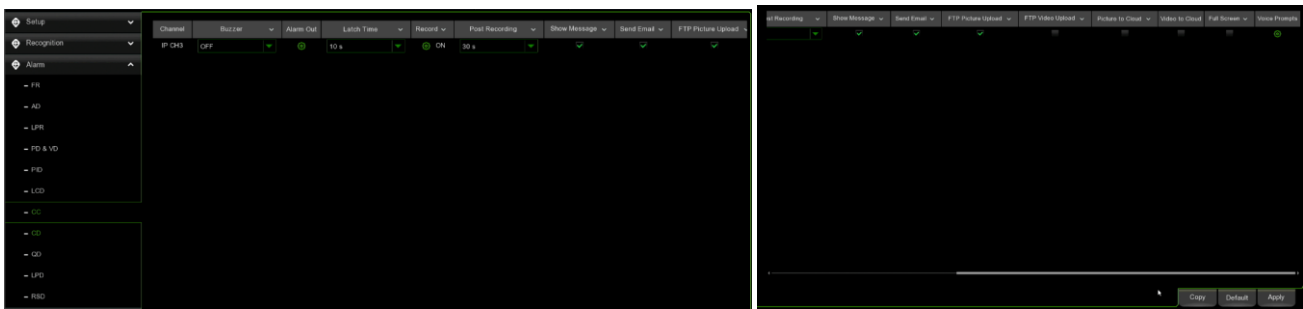 Setup
Recognition
Alarm
FR
AD
LPR
PD & VD
PID
LCD
CC
CD
QD
LPD
RSD
Channel Buzzer Alarm Out Latch Time Record Post Recording Show Message Send Email FTP Picture Upload
IP CH3 OFF 10 s ON 30 s
Recording Show Message Send Email FTP Picture Upload FTP Video Upload Picture to Cloud Video to Cloud Full Screen Voice Prompts
Copy Default Apply